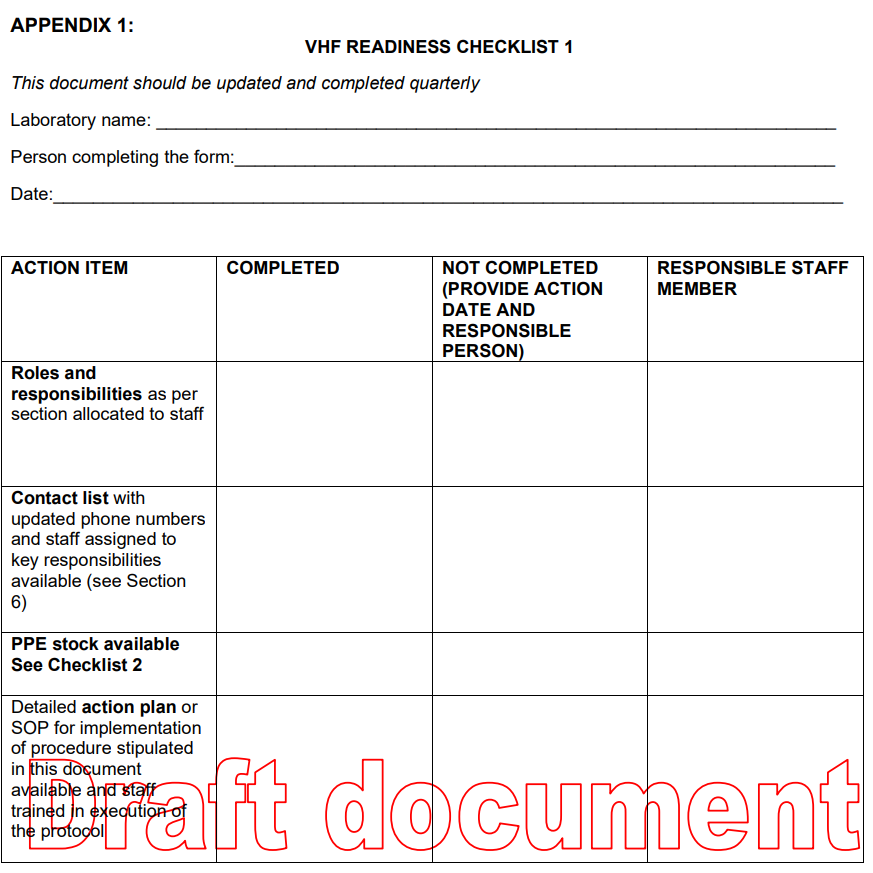 APPENDIX 1:
VHF READINESS CHECKLIST 1
This document should be updated and completed quarterly
Laboratory name: ____________________________________________________________________
Person completing the form:____________________________________________________________
Date:_______________________________________________________________________________
ACTION ITEM
COMPLETED
NOT COMPLETED
(PROVIDE ACTION
DATE AND
RESPONSIBLE
PERSON)
RESPONSIBLE STAFF
MEMBER
Roles and
responsibilities as per
section allocated to staff
Contact list with
updated phone numbers
and staff assigned to
key responsibilities
available (see Section
6)
PPE stock available
See Checklist 2
Detailed action plan or
SOP for implementation
of procedure stipulated
in this document
available and staff
trained in execution of
the protocol
Draft document